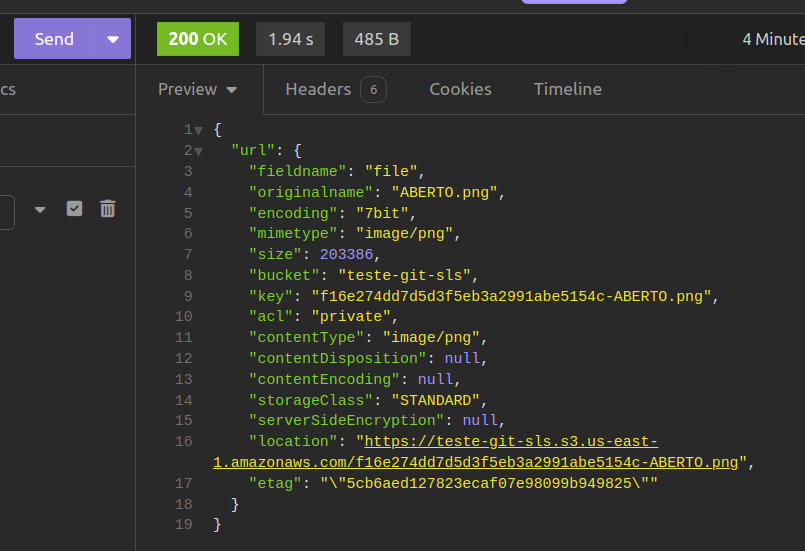 Send
200 OK
1.94 s
485 B
4 Minute
cs
Preview
Headers 6
Cookies
Timeline
1 {
2 "url": {
3 "fieldname": "file",
4 "originalname": "ABERTO.png",
5 "encoding": "7bit",
6 "mimetype": "image/png",
7 "size": 203386,
8 "bucket": "teste-git-sls",
9 "key": "f16e274dd7d5d3f5eb3a2991abe5154c-ABERTO.png",
10 "acl": "private",
11 "contentType": "image/png",
12 "contentDisposition": null,
13 "contentEncoding": null,
14 "storageClass": "STANDARD",
15 "serverSideEncryption": null,
16 "location": "https://teste-git-sls.s3.us-east-
1.amazonaws.com/f16e274dd7d5d3f5eb3a2991abe5154c-ABERTO.png",
17 "etag": "\"5cb6aed127823ecaf07e98099b949825\""
18 }
19 }